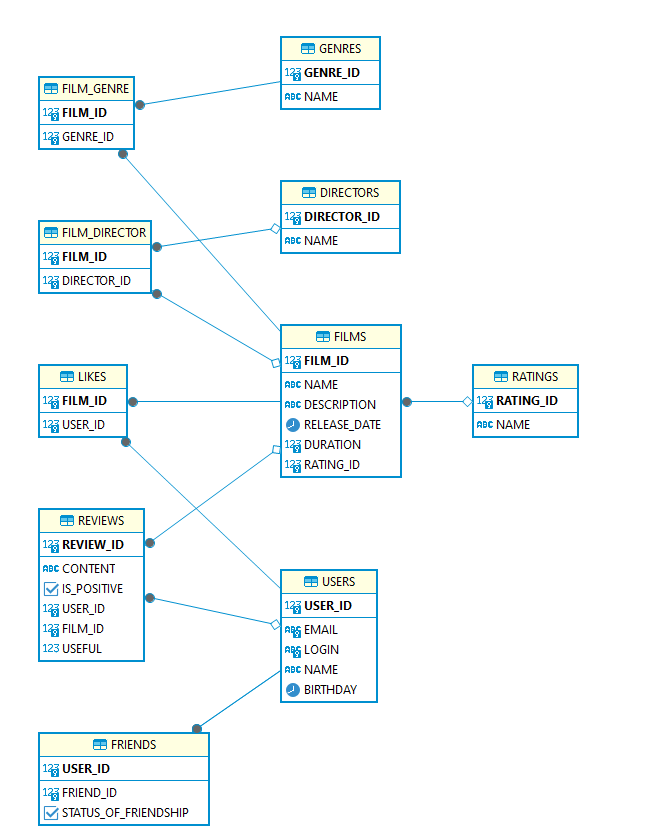 GENRES
123 GENRE_ID
ABC NAME
FILM_GENRE
123 FILM_ID
123 GENRE_ID
DIRECTORS
123 DIRECTOR_ID
ABC NAME
FILM_DIRECTOR
123 FILM_ID
123 DIRECTOR_ID
FILMS
123 FILM_ID
ABC NAME
ABC DESCRIPTION
RELEASE_DATE
123 DURATION
123 RATING_ID
RATINGS
123 RATING_ID
ABC NAME
LIKES
123 FILM_ID
123 USER_ID
REVIEWS
123 REVIEW_ID
ABC CONTENT
IS_POSITIVE
123 USER_ID
123 FILM_ID
123 USEFUL
USERS
123 USER_ID
ABC EMAIL
ABC LOGIN
ABC NAME
BIRTHDAY
FRIENDS
123 USER_ID
123 FRIEND_ID
STATUS_OF_FRIENDSHIP